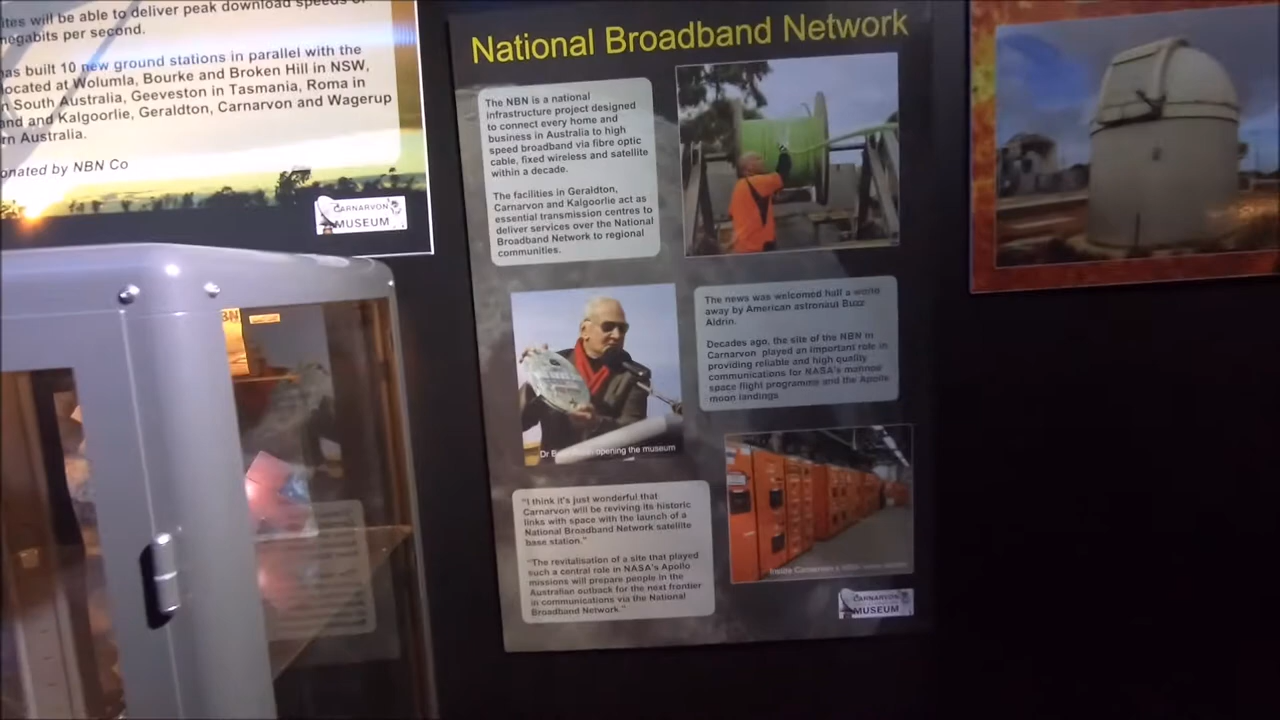 ites will be able to deliver peak download speeds of
megabits per second.
as built 10 new ground stations in parallel with the
ocated at Wolumla, Bourke and Broken Hill in NSW,
n South Australia, Geeveston in Tasmania, Roma in
and and Kalgoorlie, Geraldton, Carnarvon and Wagerup
rn Australia.
onated by NBN Co
CARNARVON
MUSEUM
National Broadband Network
The NBN is a national
infrastructure project designed
to connect every home and
business in Australia to high
speed broadband via fibre optic
cable, fixed wireless and satellite
within a decade.
The facilities in Geraldton,
Carnarvon and Kalgoorlie act as
essential transmission centres to
deliver services over the National
Broadband Network to regional
communities.
The news was welcomed half a world
away by American astronaut Buzz
Aldrin.
Decades ago, the site of the NBN in
Carnarvon played an important role in
providing reliable and high quality
communications for NASA's manned
space flight programme and the Apollo
moon landings
Dr opening the museum
"I think it's just wonderful that
Carnarvon will be reviving its historic
links with space with the launch of a
National Broadband Network satellite
base station."
"The revitalisation of a site that played
such a central role in NASA's Apollo
missions will prepare people in the
Australian outback for the next frontier
in communications via the National
Broadband Network."
Inside Carnarvon's
CARNARVON
MUSEUM